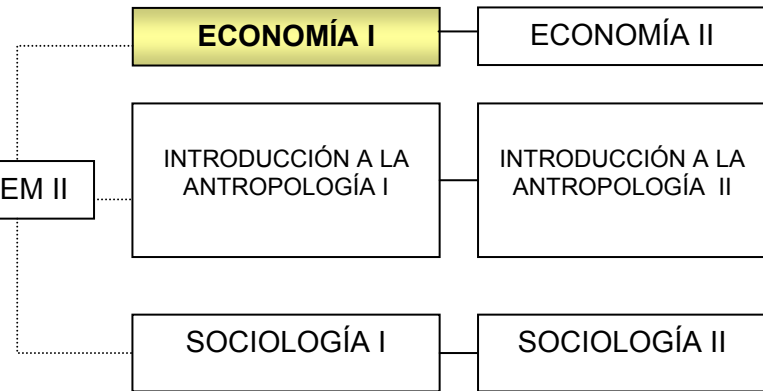 ECONOMÍA I
ECONOMÍA II
INTRODUCCIÓN A LA
ANTROPOLOGÍA I
INTRODUCCIÓN A LA
ANTROPOLOGÍA II
EM II
SOCIOLOGÍA I
SOCIOLOGÍA II